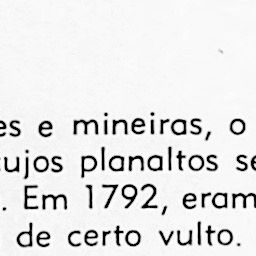 es e mineiras, o
cujos planaltos se
. Em 1792, eram
de certo vulto.